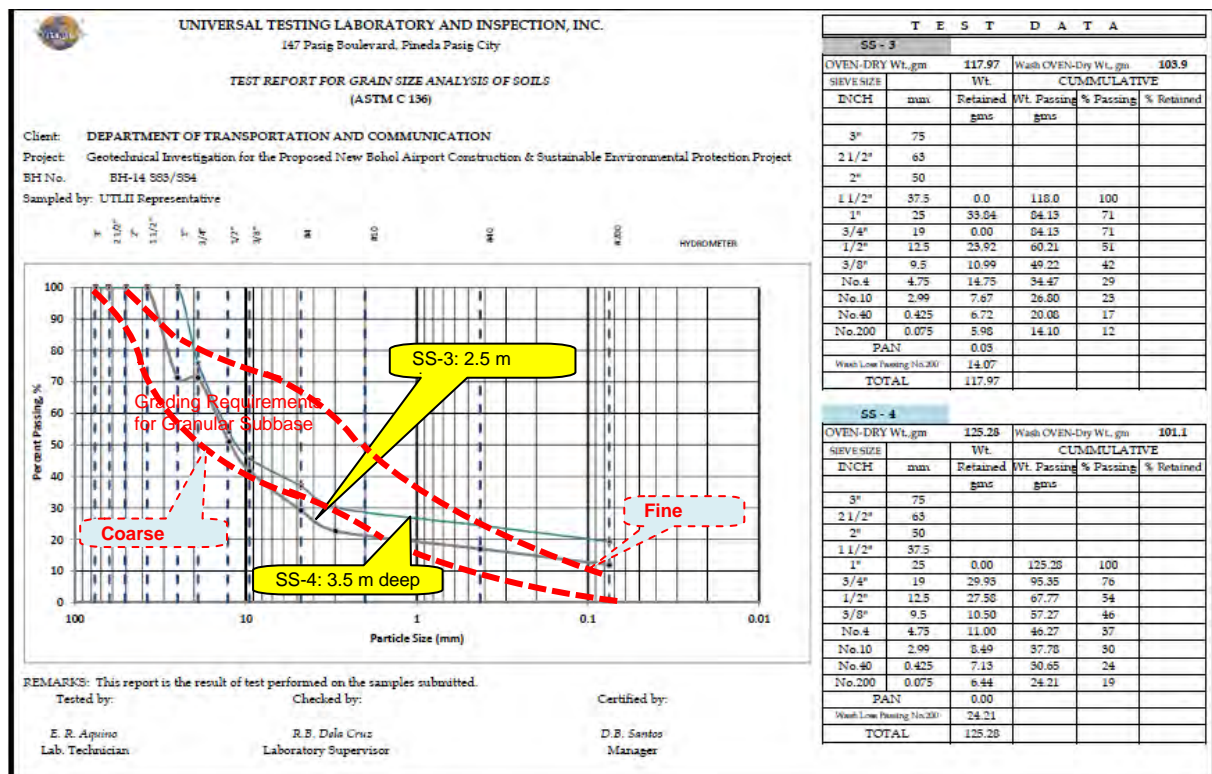 UNIVERSAL TESTING LABORATORY AND INSPECTION, INC.
147 Pasig Boulevard, Pineda Pasig City
TEST REPORT FOR GRAIN SIZE ANALYSIS OF SOILS
(ASTM C 136)
Client: DEPARTMENT OF TRANSPORTATION AND COMMUNICATION
Project: Geotechnical Investigation for the Proposed New Bohol Airport Construction & Sustainable Environmental Protection Project
BH No. BH-14 SS3/SS4
Sampled by: UTLII Representative
3" 2 1/2" 2" 1 1/2" 1" 3/4" 1/2" 3/8" #4 #10 #40 #200 HYDROMETER
Percent Passing, %
100
90
80
70
60
50
40
30
20
10
0
SS-3: 2.5 m
Grading Requirements
for Granular Subbase
Coarse
Fine
SS-4: 3.5 m deep
100 10 1 0.1 0.01
Particle Size (mm)
REMARKS: This report is the result of test performed on the samples submitted.
Tested by: Checked by: Certified by:
E. R. Aquino R.B. Dela Cruz D.B. Santos
Lab. Technician Laboratory Supervisor Manager
T E S T D A T A
SS - 3
OVEN-DRY Wt.,gm 117.97 Wash OVEN-Dry Wt., gm 103.9
SIEVE SIZE Wt. CUMMULATIVE
INCH mm Retained Wt. Passing % Passing % Retained
gms gms
3" 75
2 1/2" 63
2" 50
1 1/2" 37.5 0.0 118.0 100
1" 25 33.84 84.13 71
3/4" 19 0.00 84.13 71
1/2" 12.5 23.92 60.21 51
3/8" 9.5 10.99 49.22 42
No.4 4.75 14.75 34.47 29
No.10 2.99 7.67 26.80 23
No.40 0.425 6.72 20.08 17
No.200 0.075 5.98 14.10 12
PAN 0.03
Wash Loss Passing No.200 14.07
TOTAL 117.97
SS - 4
OVEN-DRY Wt.,gm 125.28 Wash OVEN-Dry Wt., gm 101.1
SIEVE SIZE Wt. CUMMULATIVE
INCH mm Retained Wt. Passing % Passing % Retained
gms gms
3" 75
2 1/2" 63
2" 50
1 1/2" 37.5
1" 25 0.00 125.28 100
3/4" 19 29.93 95.35 76
1/2" 12.5 27.58 67.77 54
3/8" 9.5 10.50 57.27 46
No.4 4.75 11.00 46.27 37
No.10 2.99 8.49 37.78 30
No.40 0.425 7.13 30.65 24
No.200 0.075 6.44 24.21 19
PAN 0.00
Wash Loss Passing No.200 24.21
TOTAL 125.28